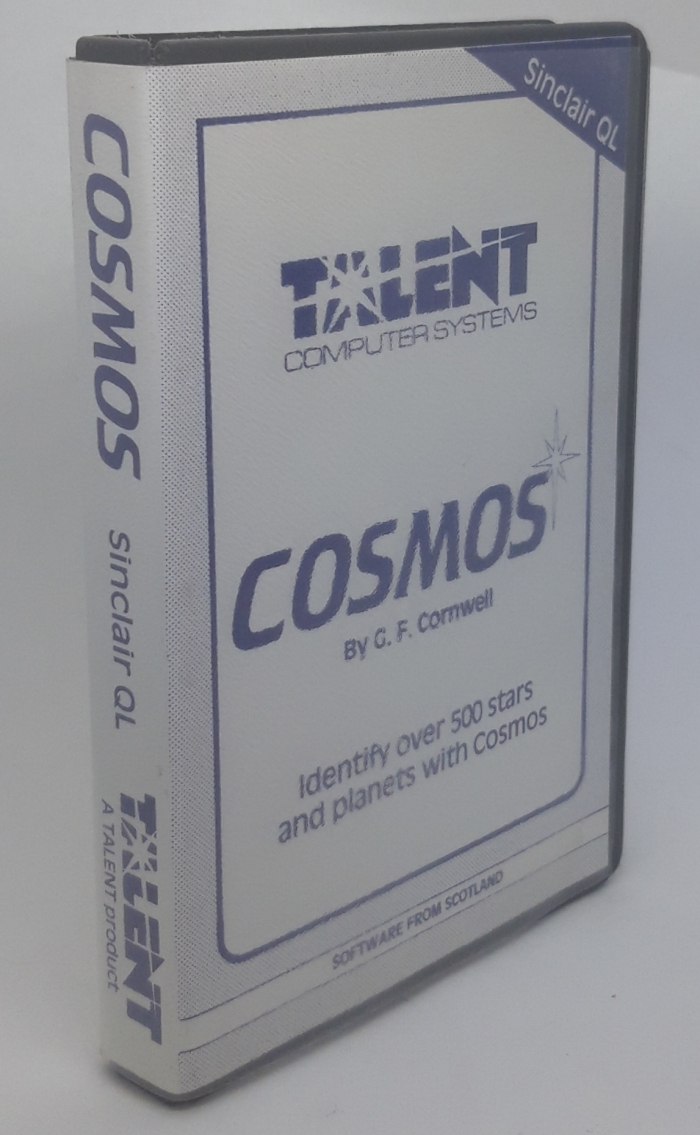 COSMOS
Sinclair QL
TALENT
A TALENT product
Sinclair QL
TALENT
COMPUTER SYSTEMS
COSMOS
By G. F. Cornwell
Identify over 500 stars
and planets with Cosmos
SOFTWARE FROM SCOTLAND